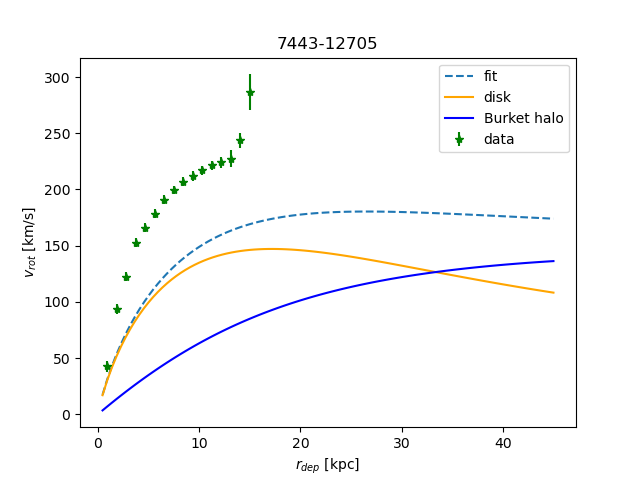 7443-12705
fit
disk
Burket halo
data
300
250
200
150
100
50
0
v_rot [km/s]
0 10 20 30 40
r_dep [kpc]